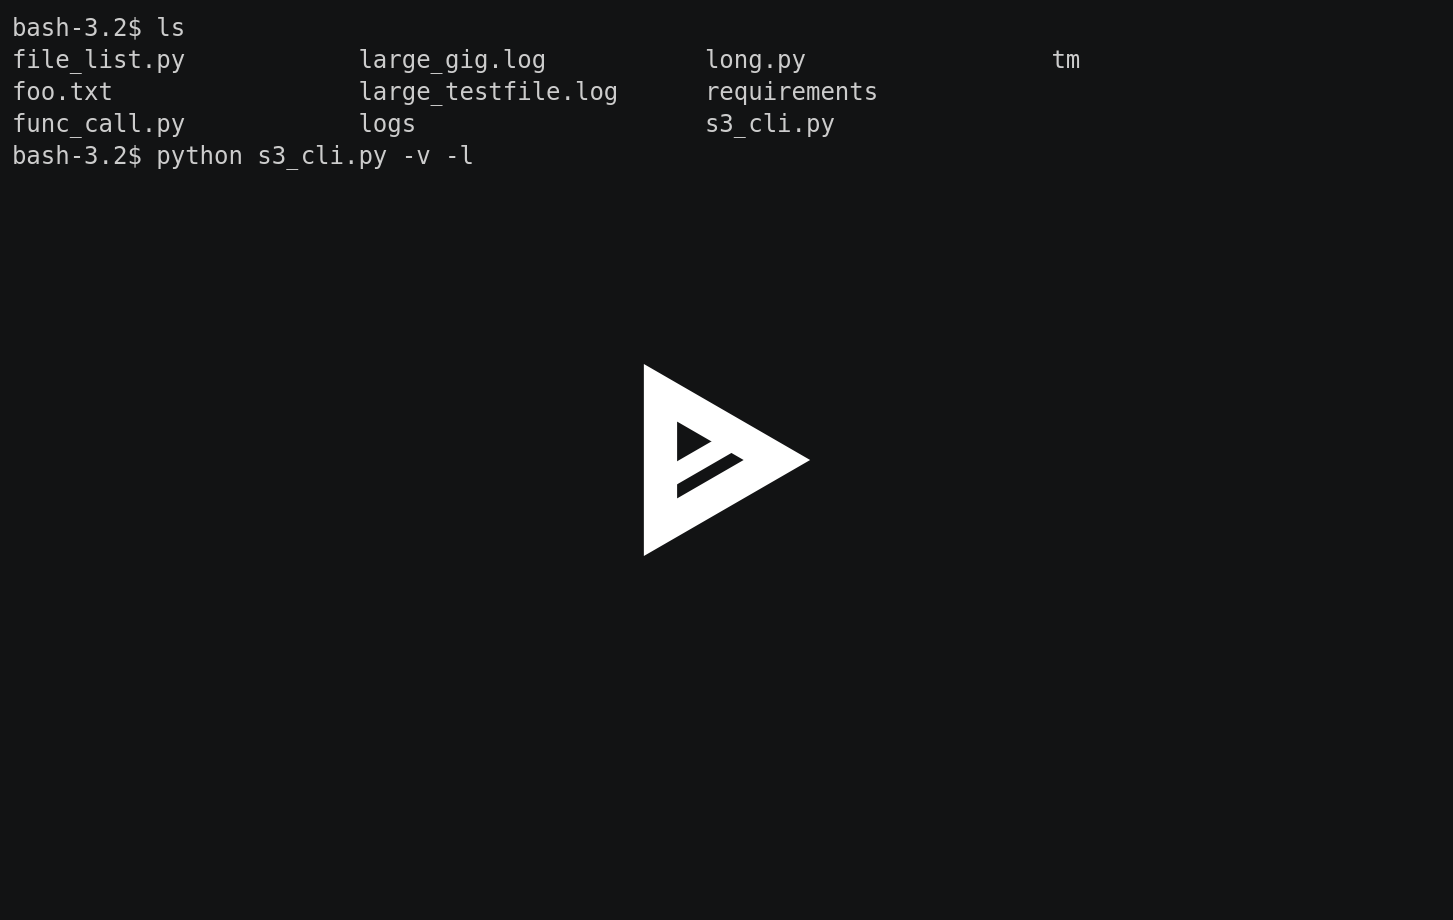 bash-3.2$ ls
file_list.py            large_gig.log           long.py                 tm
foo.txt                 large_testfile.log      requirements
func_call.py            logs                    s3_cli.py
bash-3.2$ python s3_cli.py -v -l